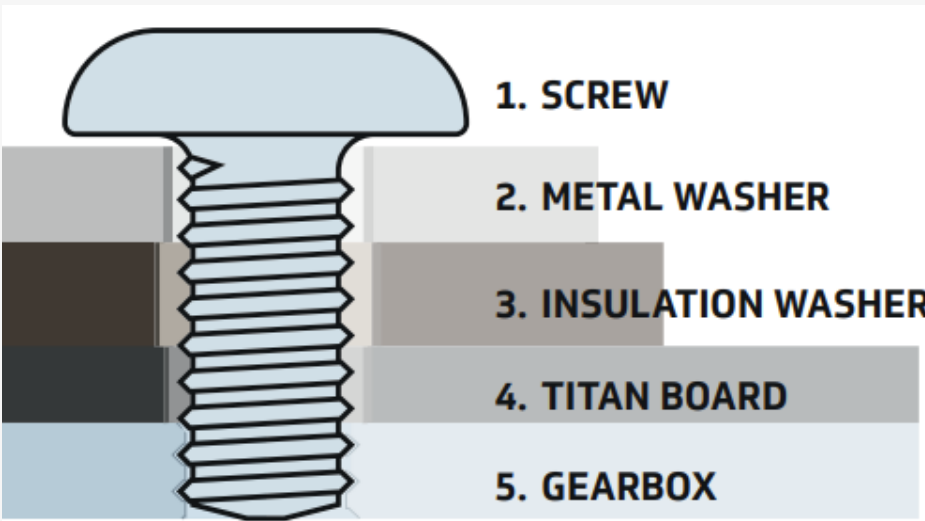 1. SCREW
2. METAL WASHER
3. INSULATION WASHER
4. TITAN BOARD
5. GEARBOX